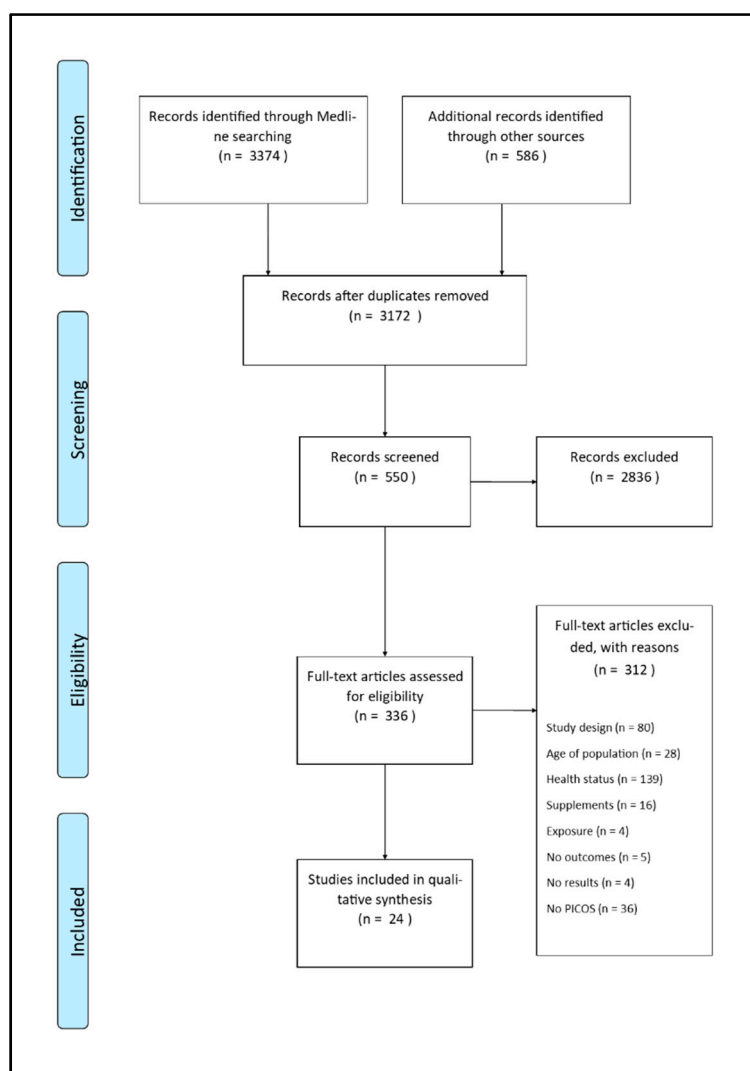 Identification
Records identified through Medli-
ne searching
(n = 3374 )
Additional records identified
through other sources
(n = 586 )
Records after duplicates removed
(n = 3172 )
Screening
Records screened
(n = 550 )
Records excluded
(n = 2836 )
Eligibility
Full-text articles assessed
for eligibility
(n = 336 )
Full-text articles exclu-
ded, with reasons
(n = 312 )
Study design (n = 80)
Age of population (n = 28)
Health status (n = 139)
Supplements (n = 16)
Exposure (n = 4)
No outcomes (n = 5)
No results (n = 4)
No PICOS (n = 36)
Included
Studies included in quali-
tative synthesis
(n = 24 )